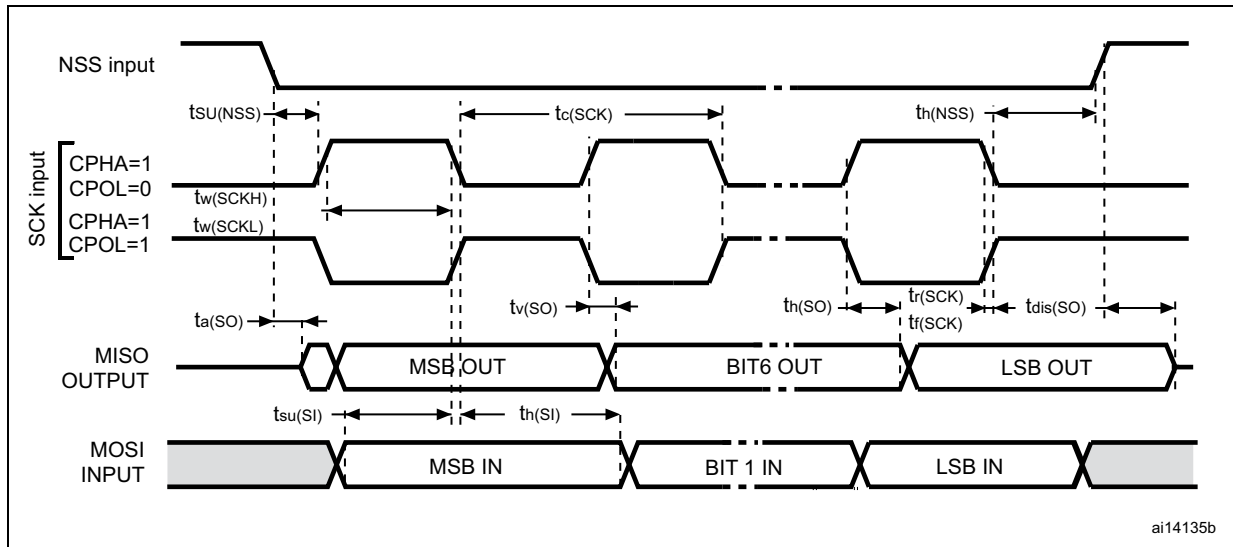 NSS input
tSU(NSS)
tc(SCK)
th(NSS)
SCK input
CPHA=1
CPOL=0
tw(SCKH)
CPHA=1
tw(SCKL)
CPOL=1
ta(SO)
tv(SO)
th(SO)
tr(SCK)
tf(SCK)
tdis(SO)
MISO
OUTPUT
MSB OUT
BIT6 OUT
LSB OUT
tsu(SI)
th(SI)
MOSI
INPUT
MSB IN
BIT 1 IN
LSB IN
ai14135b